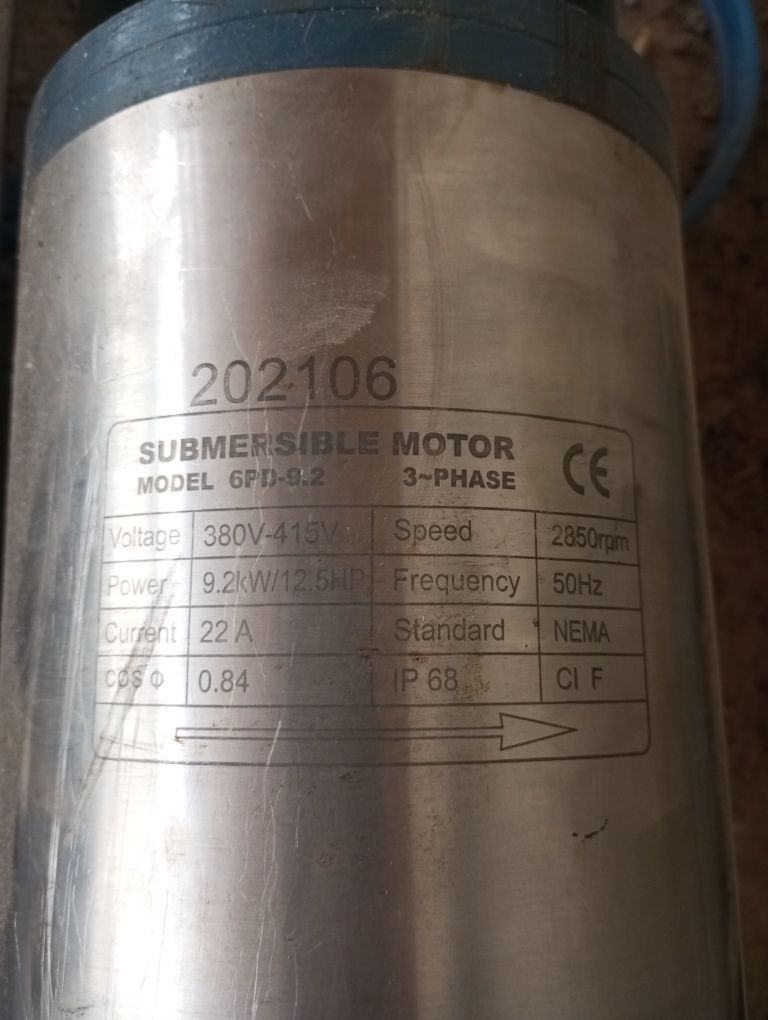 202106
SUBMERSIBLE MOTOR CE
MODEL 6PD-9.2 3~PHASE
Voltage 380V-415V Speed 2850rpm
Power 9.2kW/12.5HP Frequency 50Hz
Current 22 A Standard NEMA
COS Φ 0.84 IP 68 Cl F